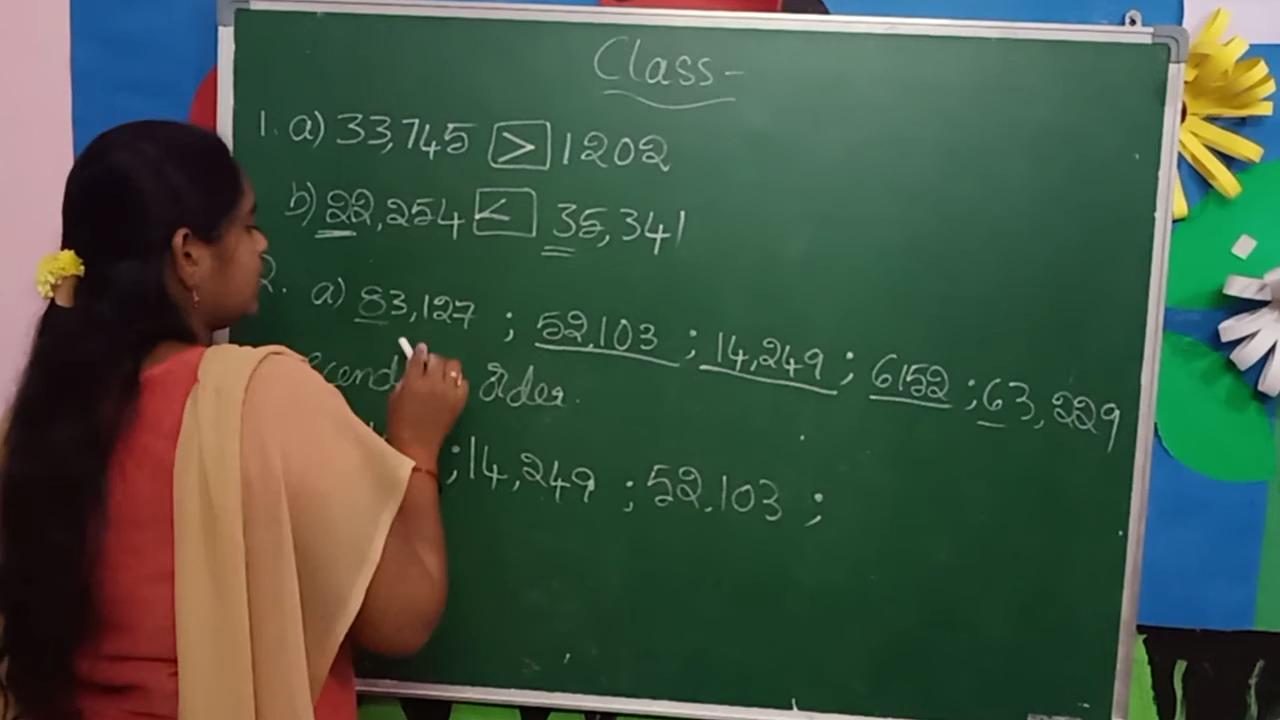 Class-
1. a) 33,745 > 1202
b) 22,254 < 35,341
2. a) 83,127 ; 52,103 ; 14,249 ; 6152 ; 63,229
order.
; 14,249 ; 52,103 ;